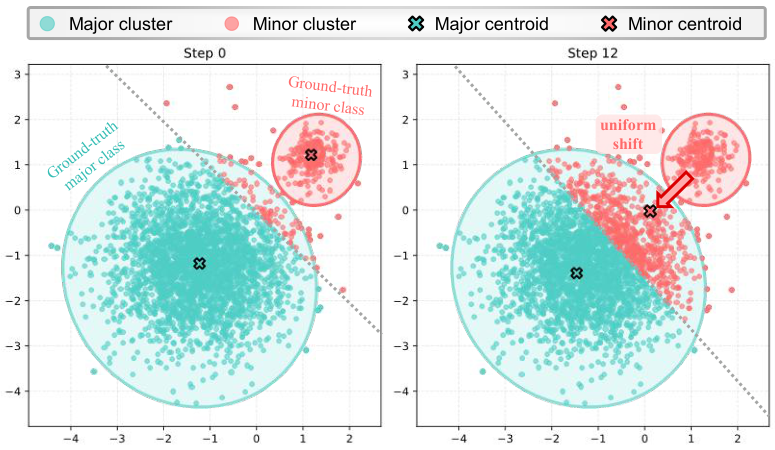 Major cluster Minor cluster Major centroid Minor centroid
Step 0
Step 12
Ground-truth
major class
Ground-truth
minor class
3
2
1
0
−1
−2
−3
−4
−4 −3 −2 −1 0 1 2
uniform
shift
3
2
1
0
−1
−2
−3
−4
−4 −3 −2 −1 0 1 2